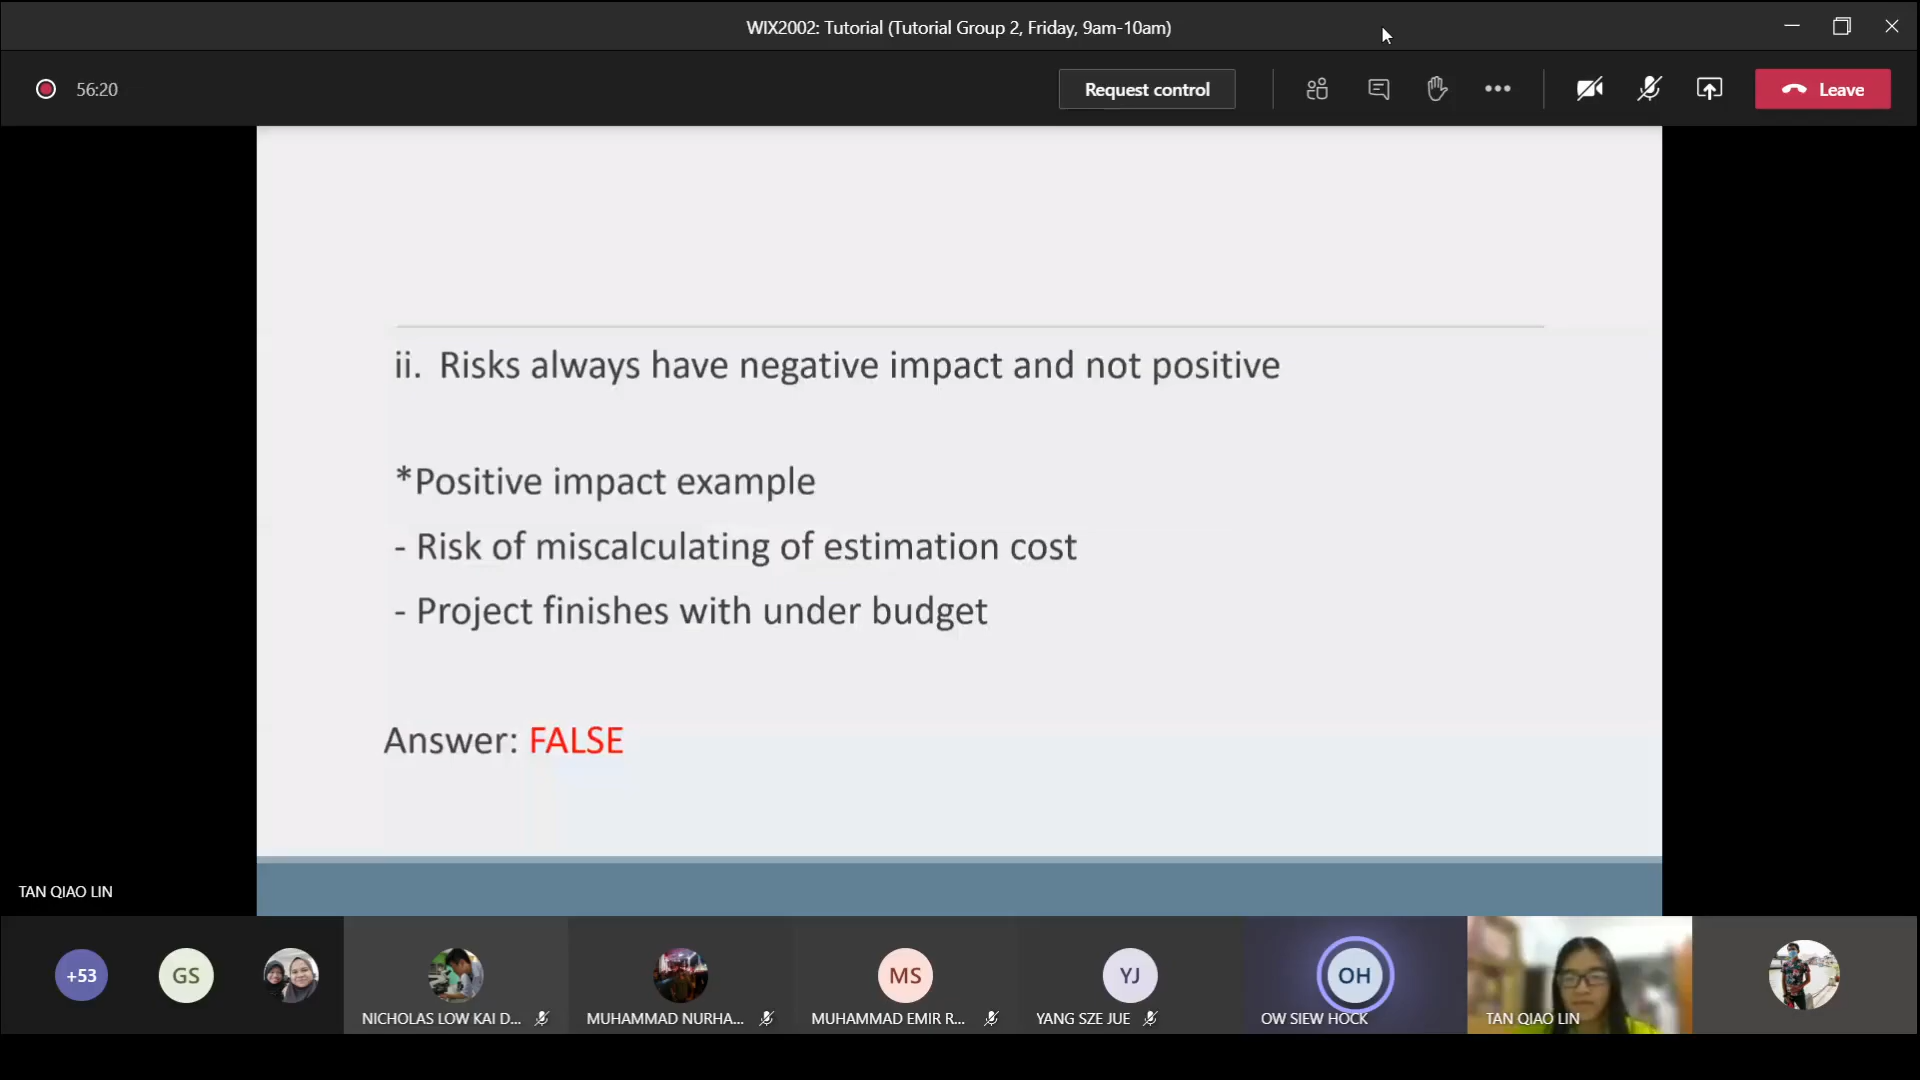 WIX2002: Tutorial (Tutorial Group 2, Friday, 9am-10am)
56:20
Request control
Leave
ii. Risks always have negative impact and not positive
*Positive impact example
- Risk of miscalculating of estimation cost
- Project finishes with under budget
Answer: FALSE
TAN QIAO LIN
+53
GS
MS
YJ
OH
NICHOLAS LOW KAI D...
MUHAMMAD NURHA...
MUHAMMAD EMIR R...
YANG SZE JUE
OW SIEW HOCK
TAN QIAO LIN